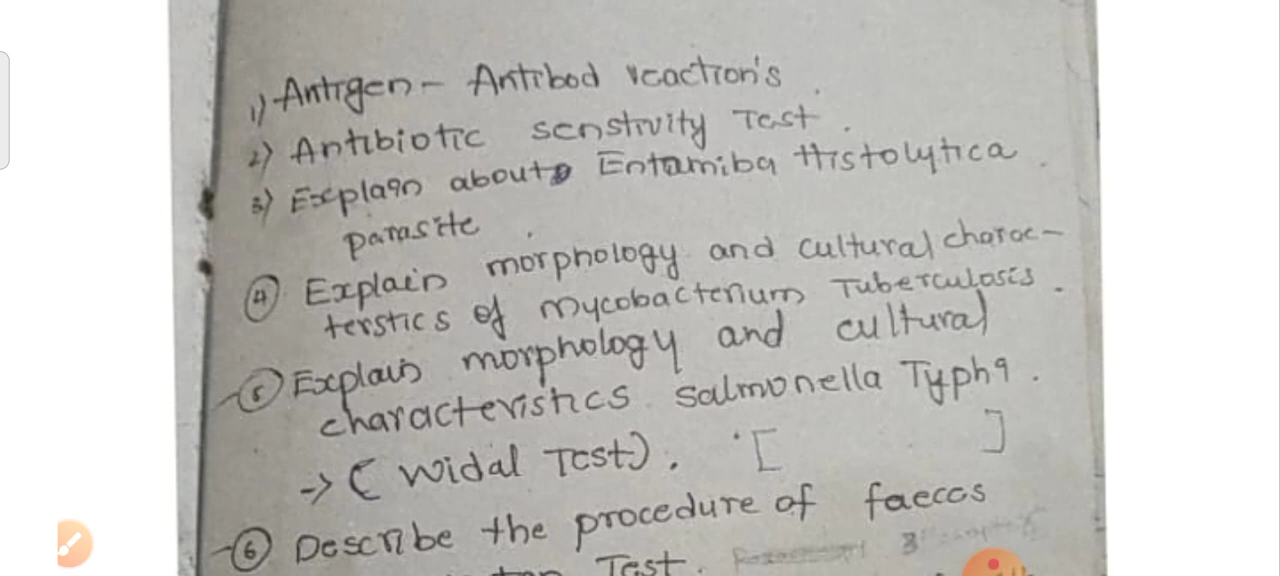 1) Antigen - Antibod reaction's
2) Antibiotic senstivity Test.
3) Explain about Entamiba Histolytica
parasite.
4) Explain morphology and cultural charac-
terstics of mycobacterium Tuberculosis.
5) Explain morphology and cultural
characteristics salmonella Typha.
→ (Widal Test). [ ]
6) Describe the procedure of faeces
Test.